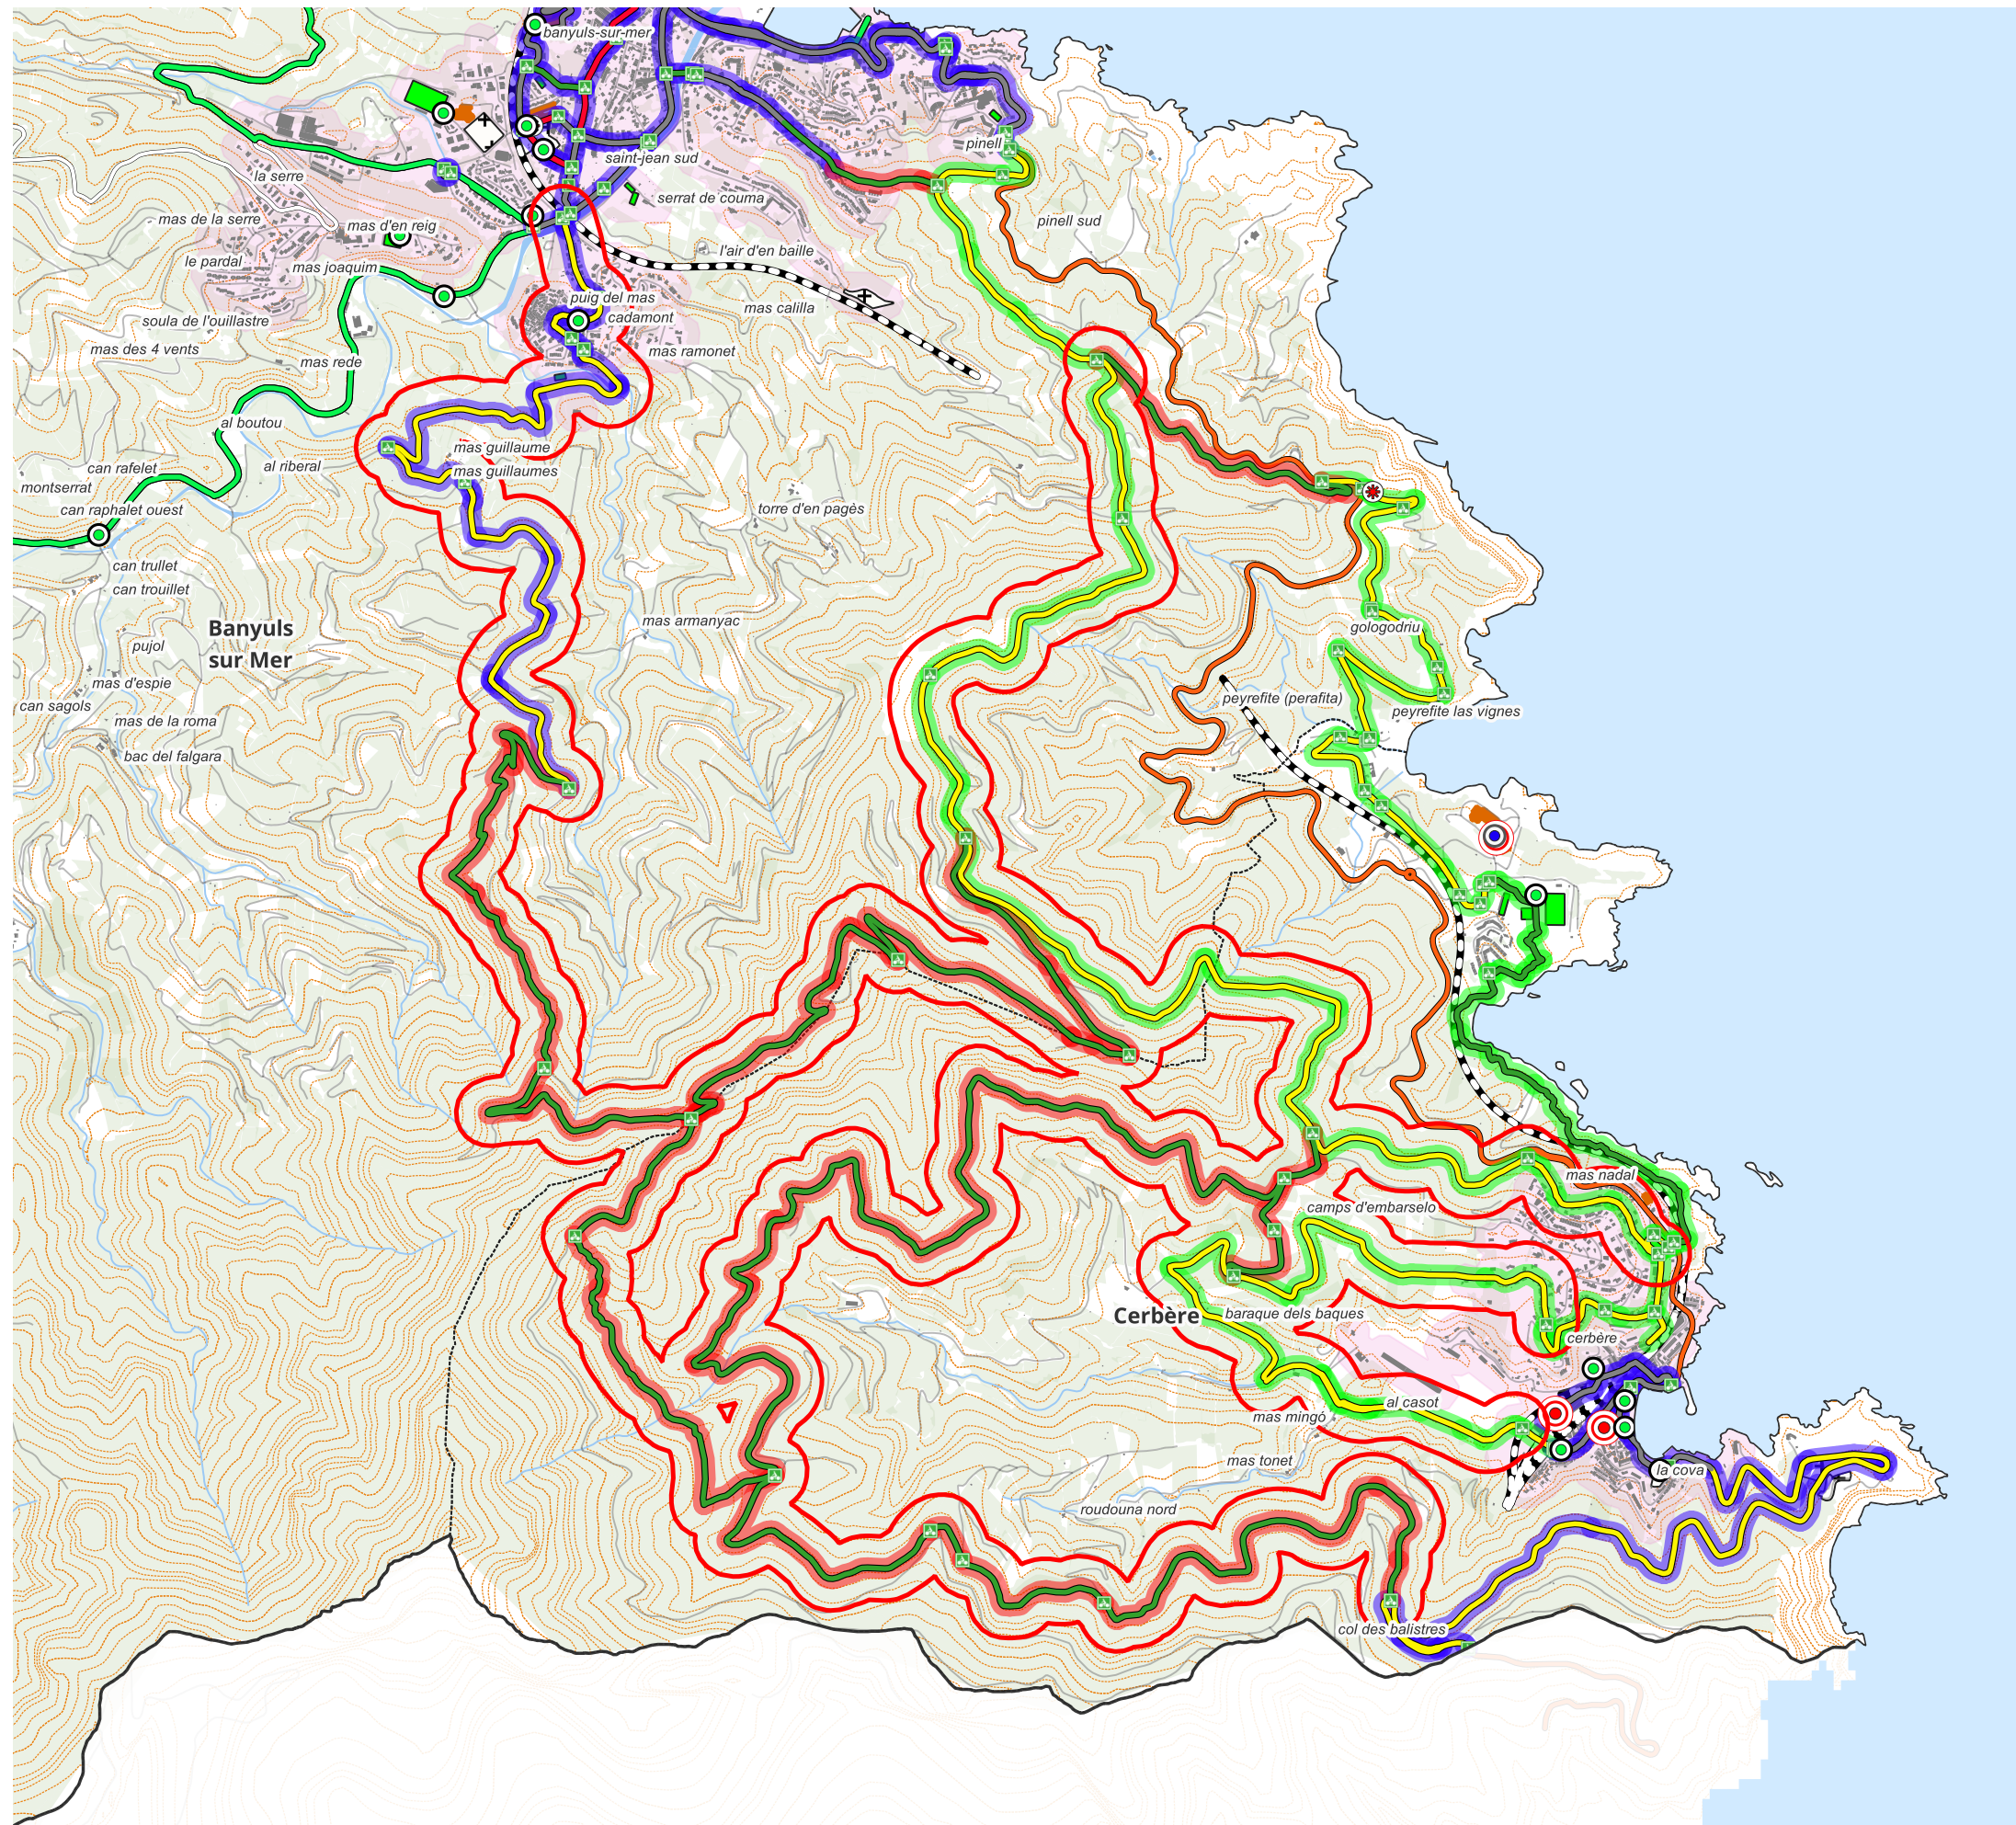 banyuls-sur-mer
pinell
saint-jean sud
la serre
serrat de couma
mas de la serre
mas d'en reig
pinell sud
l'air d'en baille
le pardal
mas joaquim
puig del mas
mas calilla
cadamont
soula de l'ouillastre
mas des 4 vents
mas ramonet
mas rede
al boutou
mas guillaume
can rafelet
al riberal
mas guillaumes
montserrat
can raphalet ouest
torre d'en pagès
can trullet
can trouillet
mas armanyac
Banyuls
sur Mer
gologodriu
pujol
mas d'espie
peyrefite (perafita)
can sagols
peyrefite las vignes
mas de la roma
bac del falgara
mas nadal
camps d'embarselo
Cerbère
baraque dels baques
cerbère
al casot
mas mingó
mas tonet
la cova
roudouna nord
col des balistres